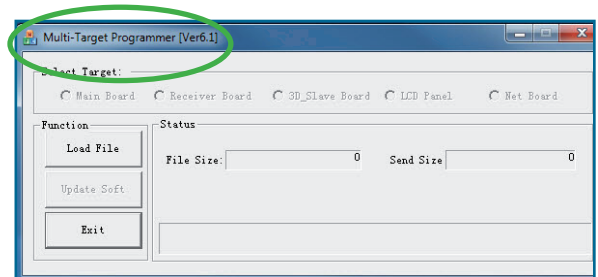 Multi-Target Programmer [Ver6.1]
Select Target:
Main Board Receiver Board 3D_Slave Board LCD Panel Net Board
Function
Status
Load File
File Size: 0 Send Size 0
Update Soft
Exit